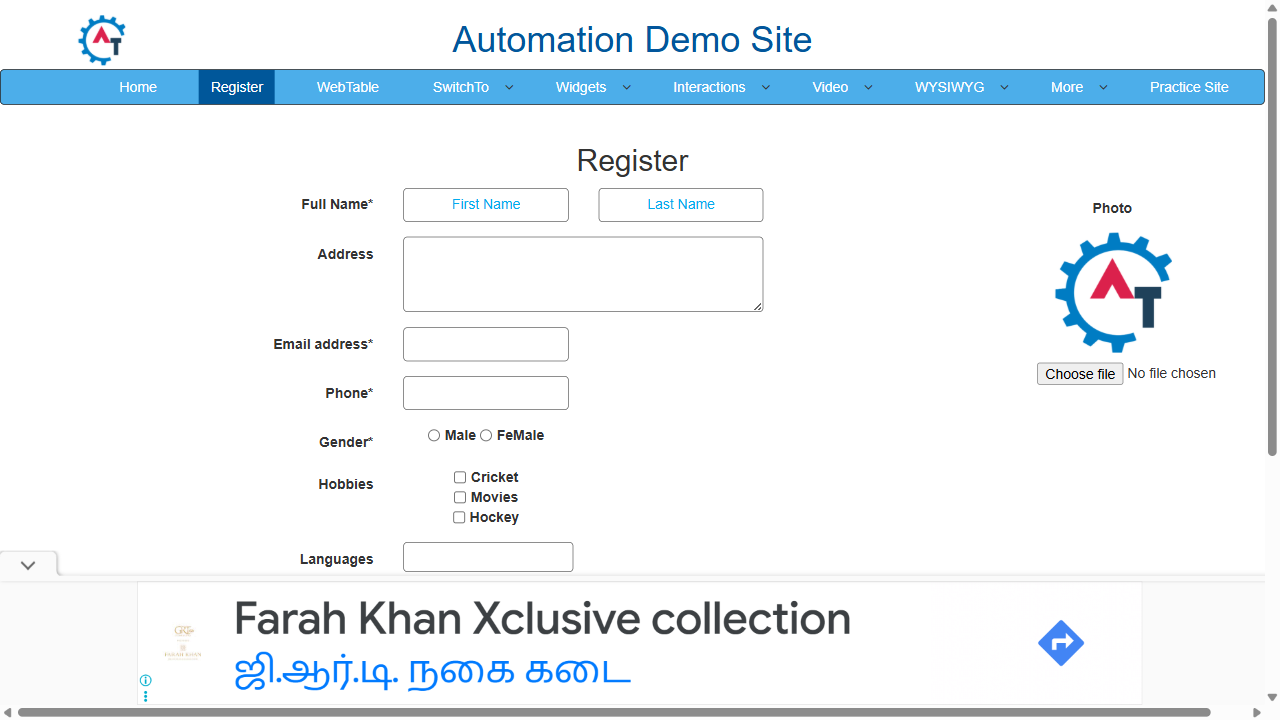 Automation Demo Site
Home Register WebTable SwitchTo Widgets Interactions Video WYSIWYG More Practice Site
Register
Full Name* First Name Last Name
Photo
Address
Email address*
Choose file No file chosen
Phone*
Gender* Male FeMale
Hobbies
Cricket
Movies
Hockey
Languages
Farah Khan Xclusive collection
ஜி.ஆர்.டி. நகை கடை